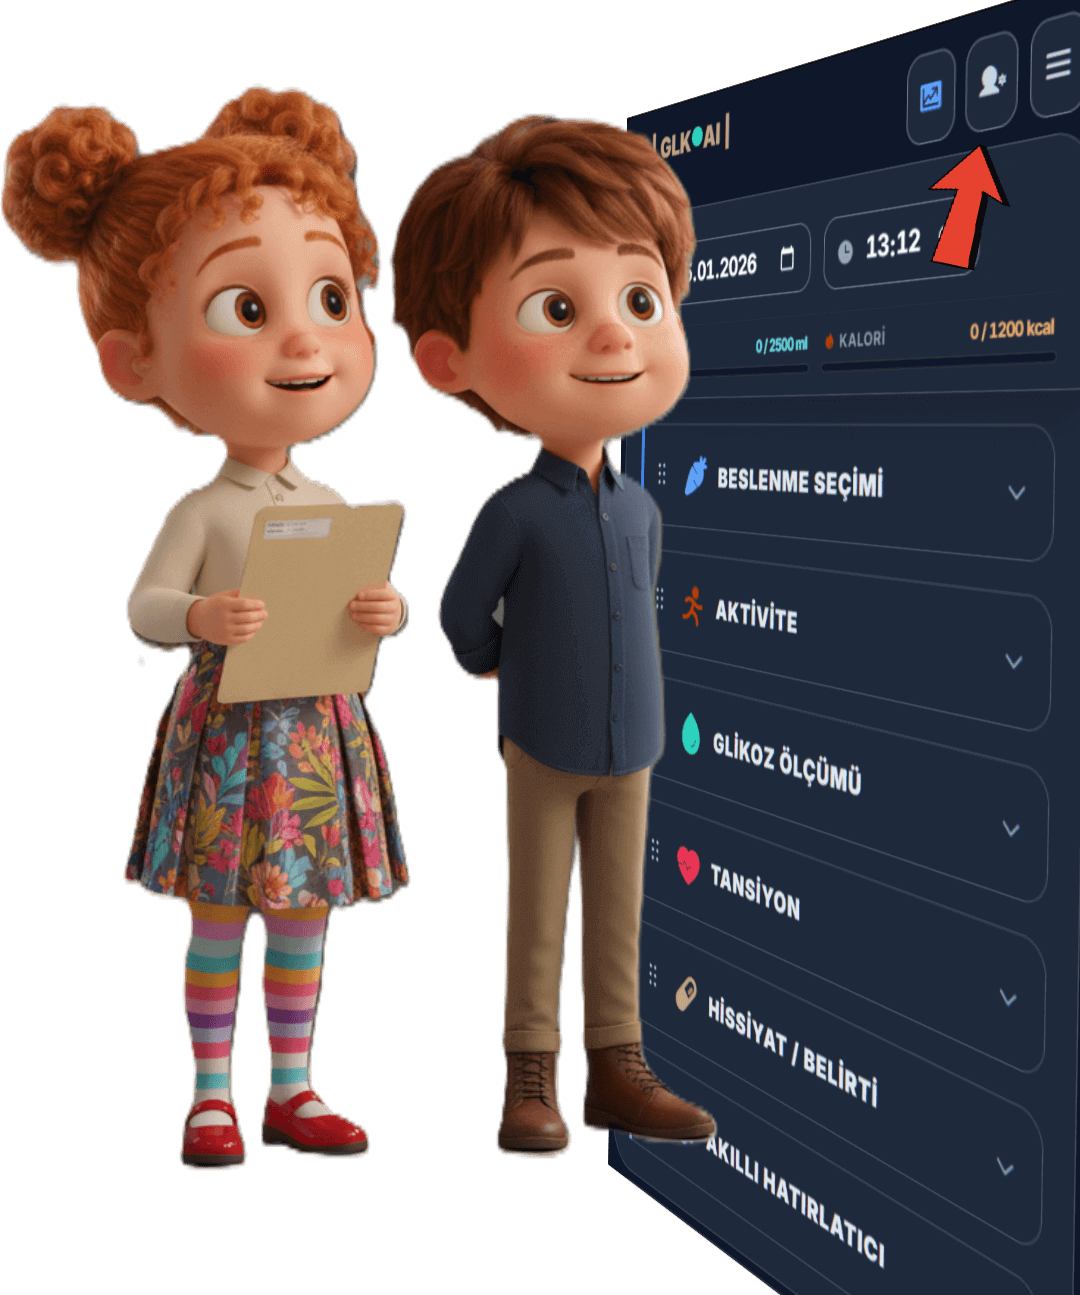 GLK AI
.01.2026
13:12
0 / 2500 ml
KALORİ
0 / 1200 kcal
BESLENME SEÇİMİ
AKTİVİTE
GLİKOZ ÖLÇÜMÜ
TANSİYON
HİSSİYAT / BELİRTİ
AKILLI HATIRLATICI